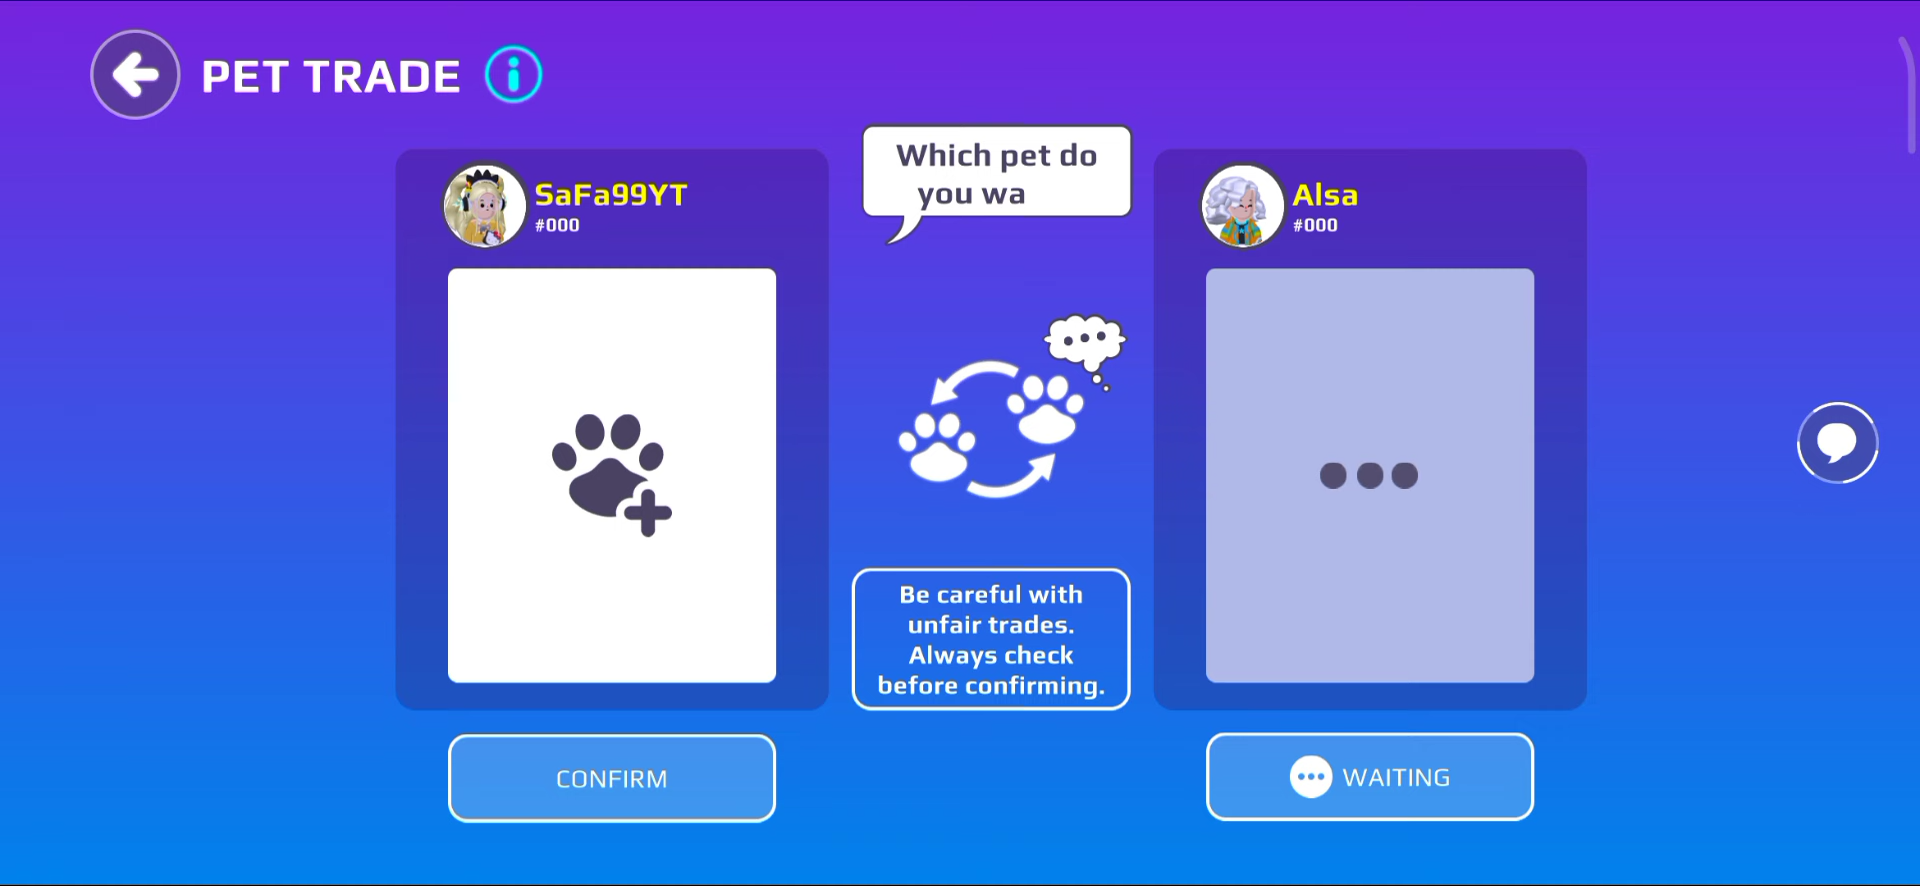 PET TRADE
SaFa99YT
#000
Which pet do
you wa
Alsa
#000
Be careful with
unfair trades.
Always check
before confirming.
CONFIRM
WAITING